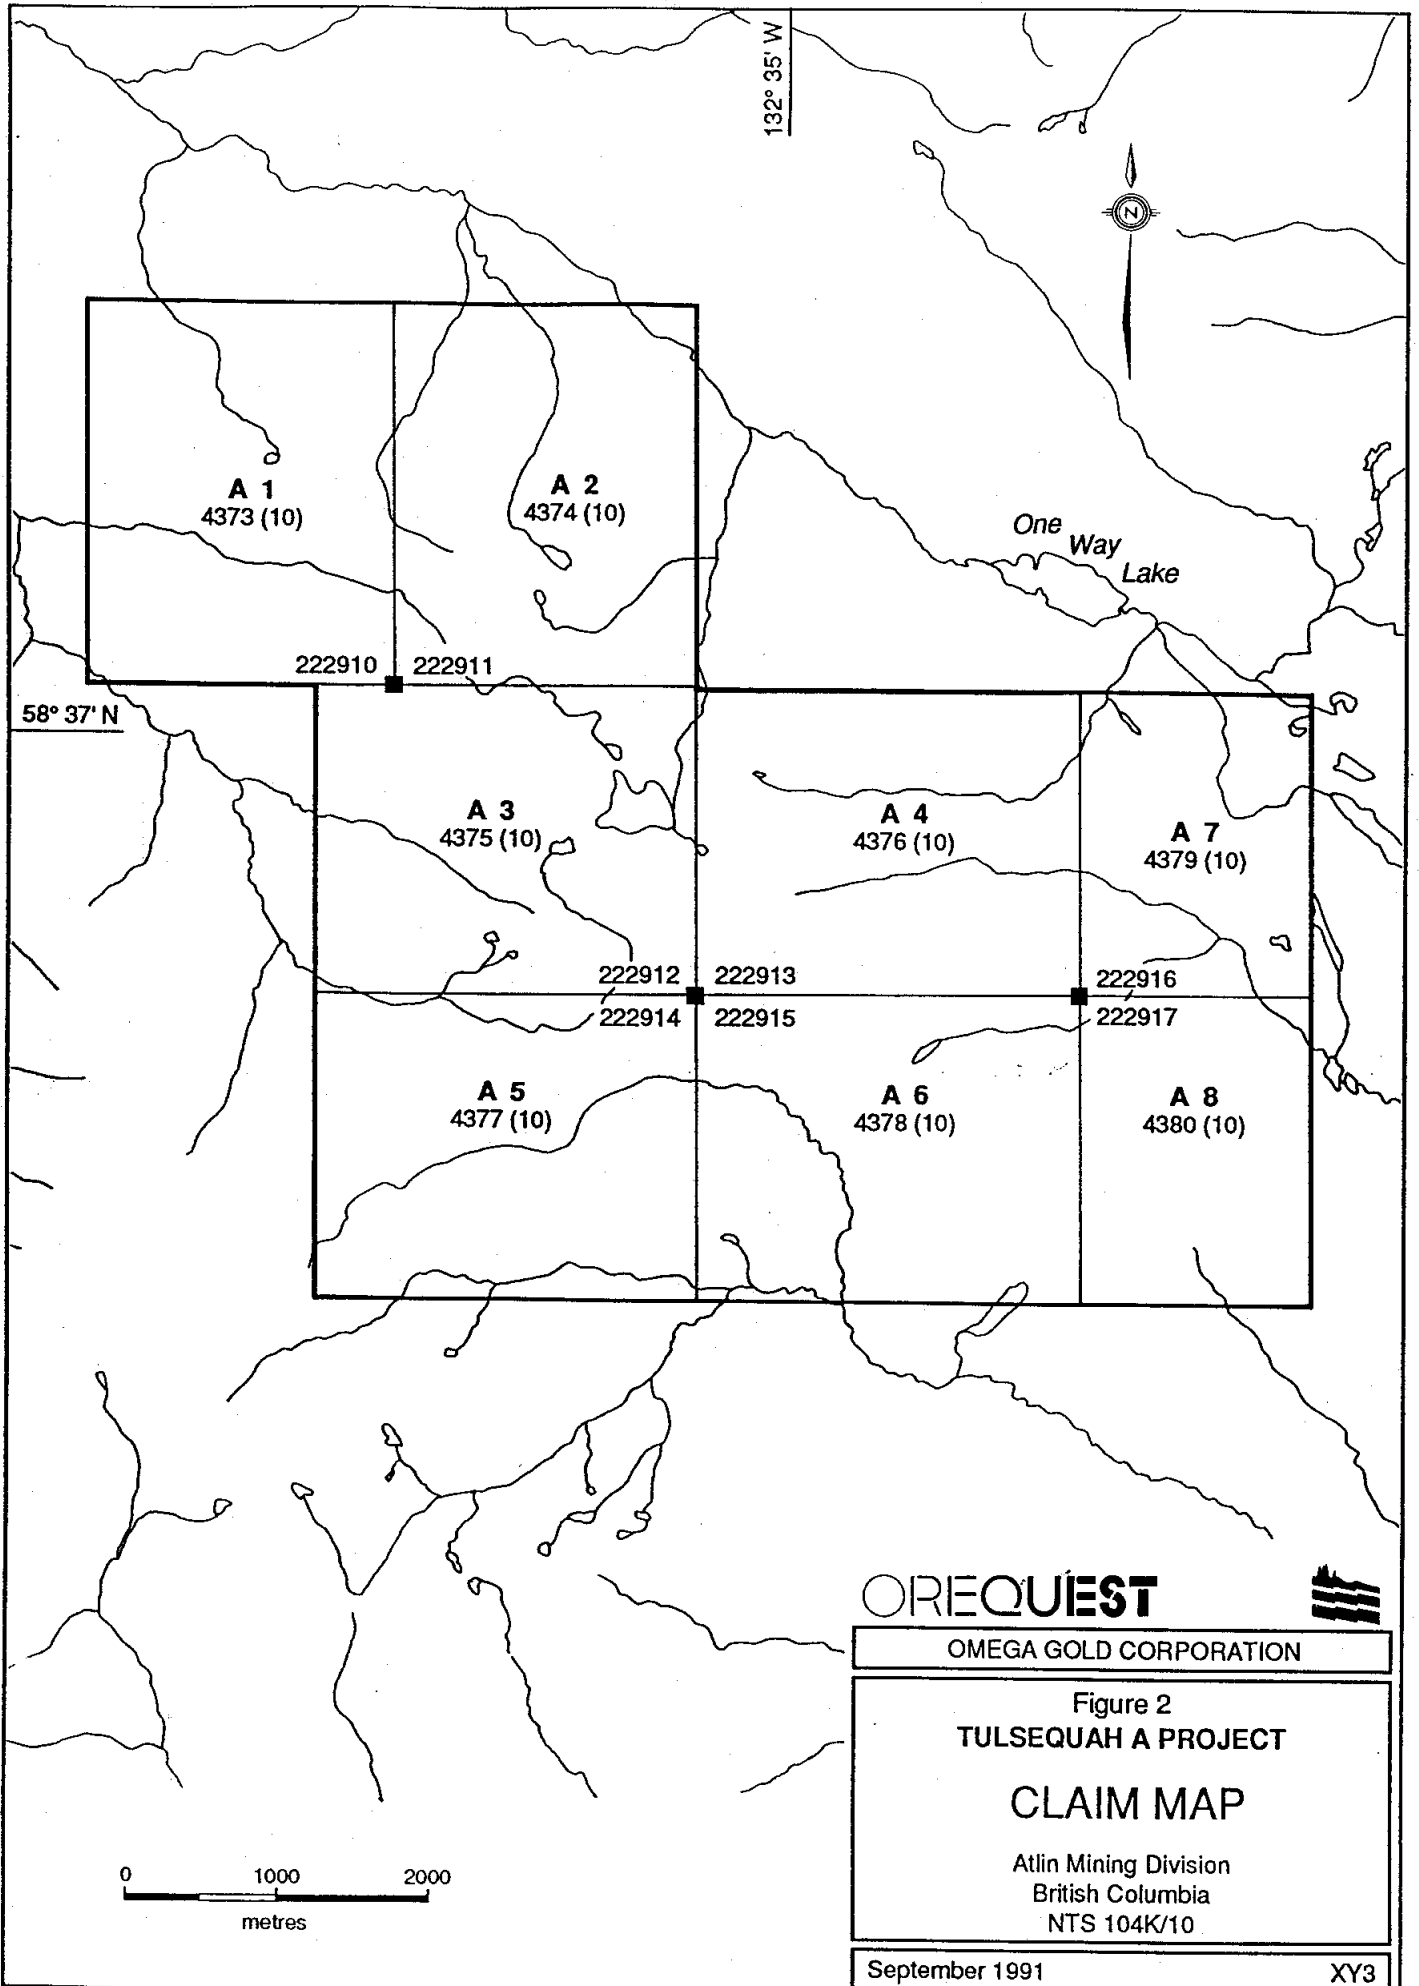 132° 35' W
N
One
Way
Lake
A 1
4373 (10)
A 2
4374 (10)
222910
222911
58° 37' N
A 3
4375 (10)
A 4
4376 (10)
A 7
4379 (10)
222912
222913
222916
222914
222915
222917
A 5
4377 (10)
A 6
4378 (10)
A 8
4380 (10)
OREQUEST
OMEGA GOLD CORPORATION
Figure 2
TULSEQUAH A PROJECT
CLAIM MAP
Atlin Mining Division
British Columbia
NTS 104K/10
September 1991
XY3
0 1000 2000
metres